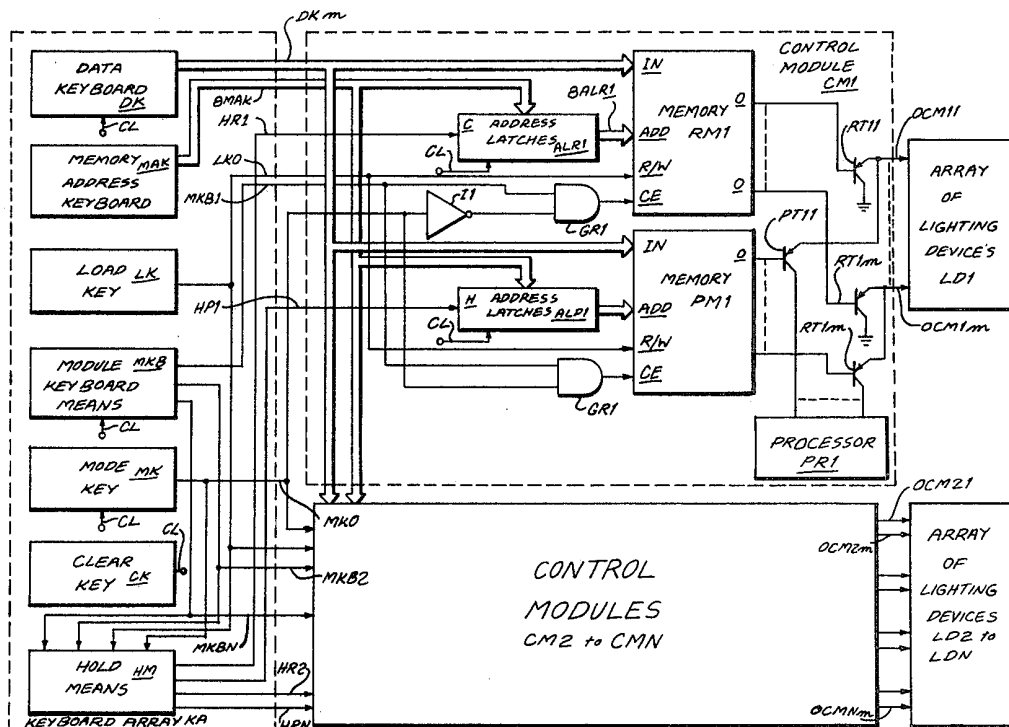 DKm
DATA
KEYBOARD
DK
CL
MEMORY
MAK
ADDRESS
KEYBOARD
LOAD
KEY LK
MODULE MKB
KEYBOARD
MEANS
CL
MODE
KEY MK
CL
CLEAR
KEY CK
CL
HOLD
MEANS HM
KEYBOARD ARRAY KA
BMAK
HR1
LKO
MKB1
HP1
MKBN
HR2
HPN
CONTROL
MODULE
CM1
IN
MEMORY
RM1
ADD
R/W
CE
O
O
C ADDRESS
LATCHES ALR1
BALR1
CL
I1
GR1
IN
MEMORY
PM1
ADD
R/W
CE
O
H ADDRESS
LATCHES ALP1
CL
GR1
RT11
OCM11
PT11
RT1m
RT1m
OCM1m
PROCESSOR
PR1
ARRAY
OF
LIGHTING
DEVICE'S
LD1
MKO
MKB2
CONTROL
MODULES
CM2 to CMN
OCM21
OCM2m
OCMNm
ARRAY
OF
LIGHTING
DEVICES
LD2 to
LDN